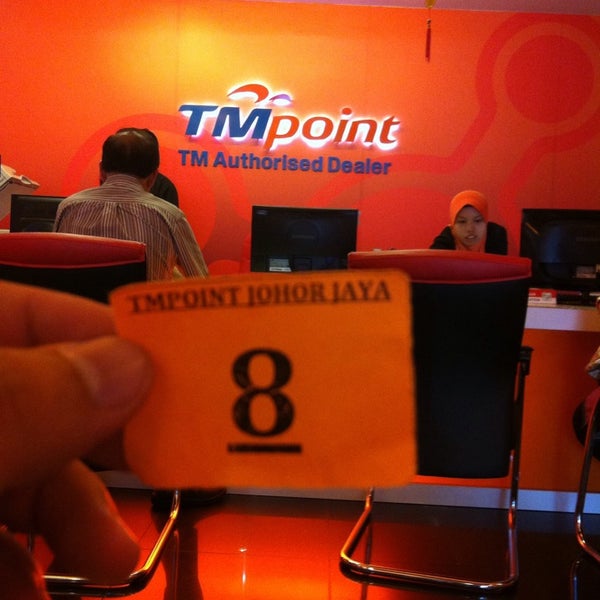 TMpoint
TM Authorised Dealer
TMPOINT JOHOR JAYA
8